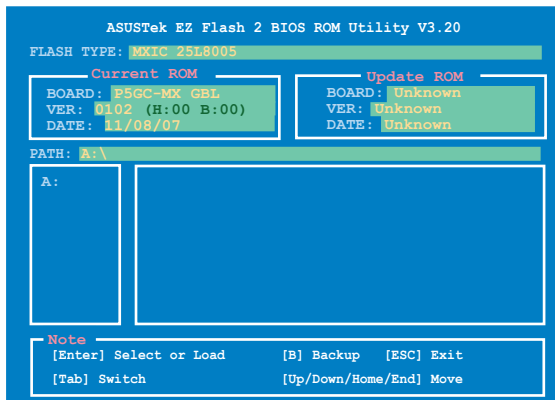 ASUSTek EZ Flash 2 BIOS ROM Utility V3.20
FLASH TYPE: MXIC 25L8005
Current ROM
BOARD: P5GC-MX GBL
VER: 0102 (H:00 B:00)
DATE: 11/08/07
Update ROM
BOARD: Unknown
VER: Unknown
DATE: Unknown
PATH: A:\
A:
Note
[Enter] Select or Load [B] Backup [ESC] Exit
[Tab] Switch [Up/Down/Home/End] Move